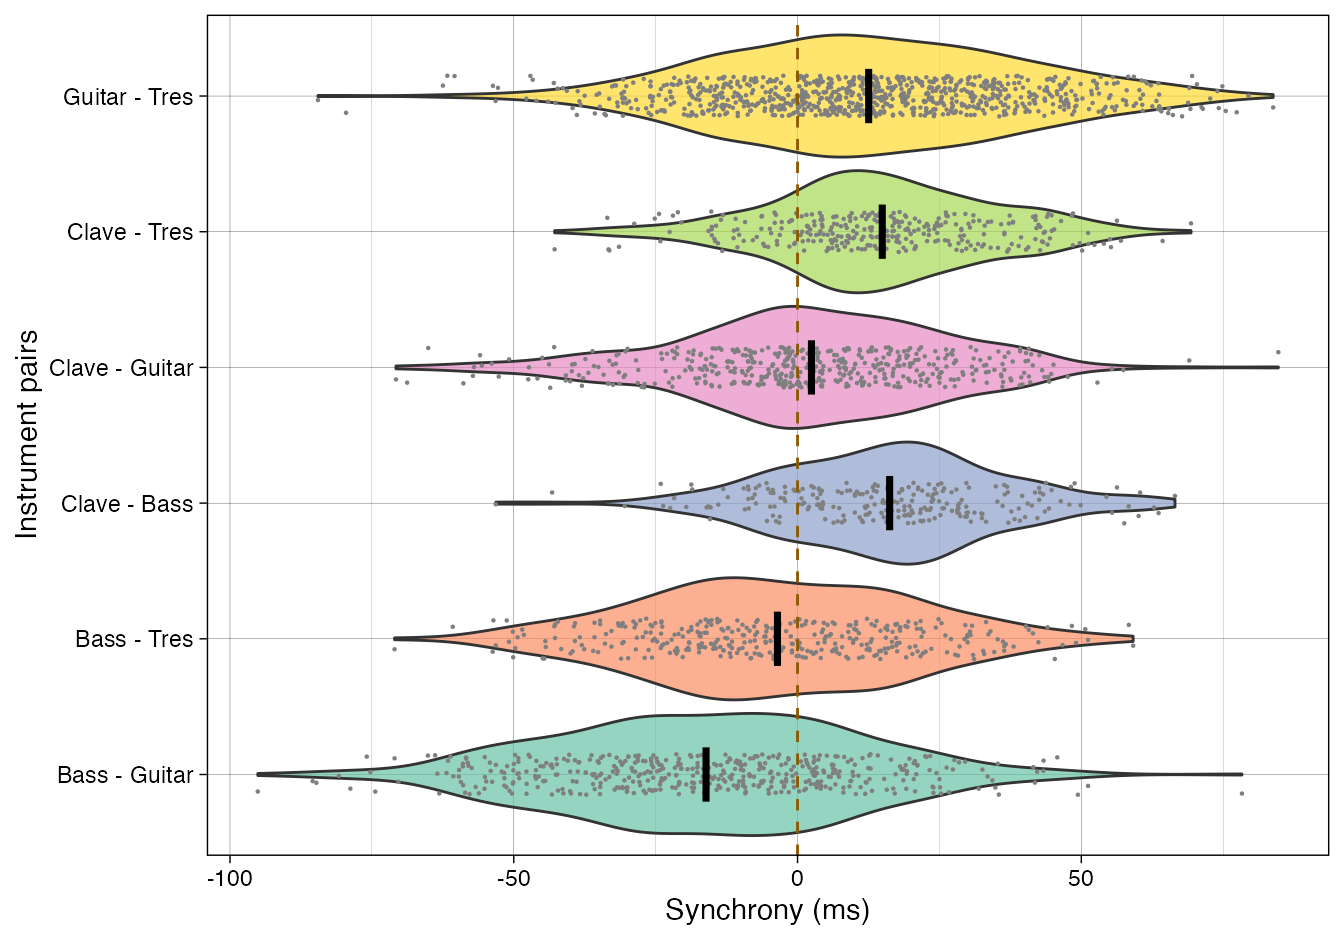 Instrument pairs
Guitar - Tres
Clave - Tres
Clave - Guitar
Clave - Bass
Bass - Tres
Bass - Guitar
-100 -50 0 50
Synchrony (ms)